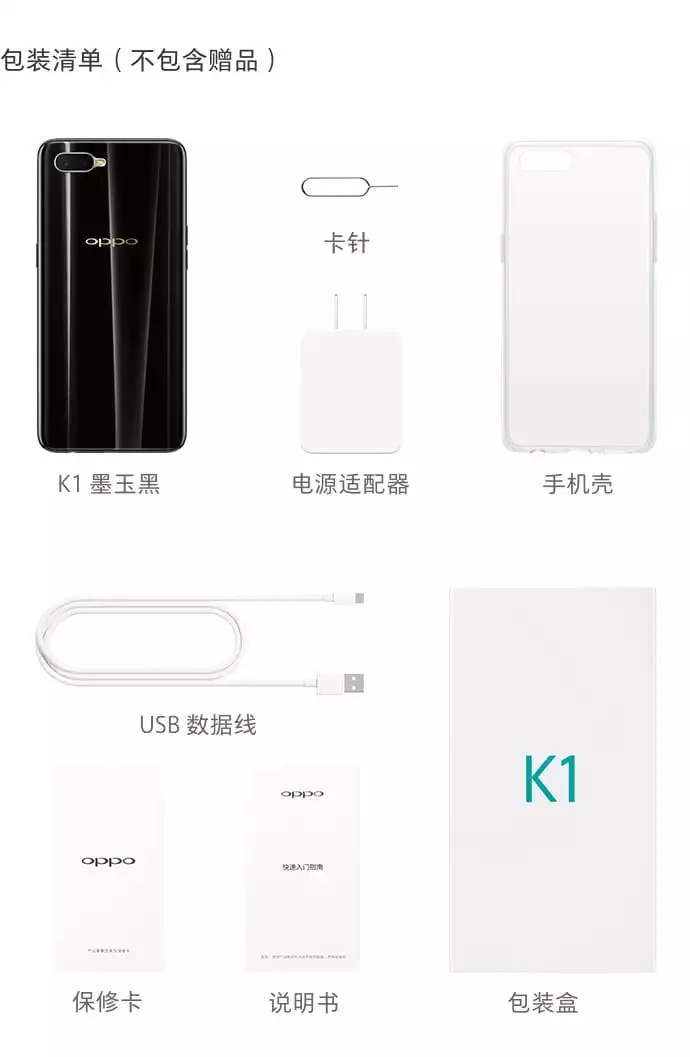 包装清单（不包含赠品）
oppo
卡针
K1 墨玉黑
电源适配器
手机壳
USB 数据线
K1
oppo
oppo
快速入门指南
保修卡
说明书
包装盒